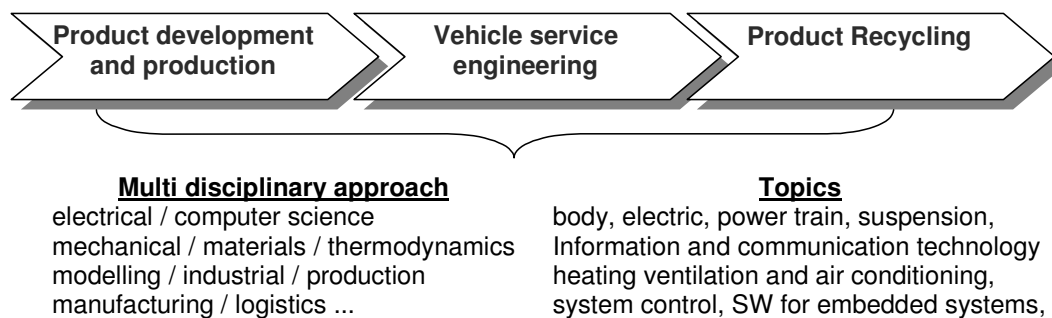 Product development
and production
Vehicle service
engineering
Product Recycling
Multi disciplinary approach
electrical / computer science
mechanical / materials / thermodynamics
modelling / industrial / production
manufacturing / logistics ...
Topics
body, electric, power train, suspension,
Information and communication technology
heating ventilation and air conditioning,
system control, SW for embedded systems,